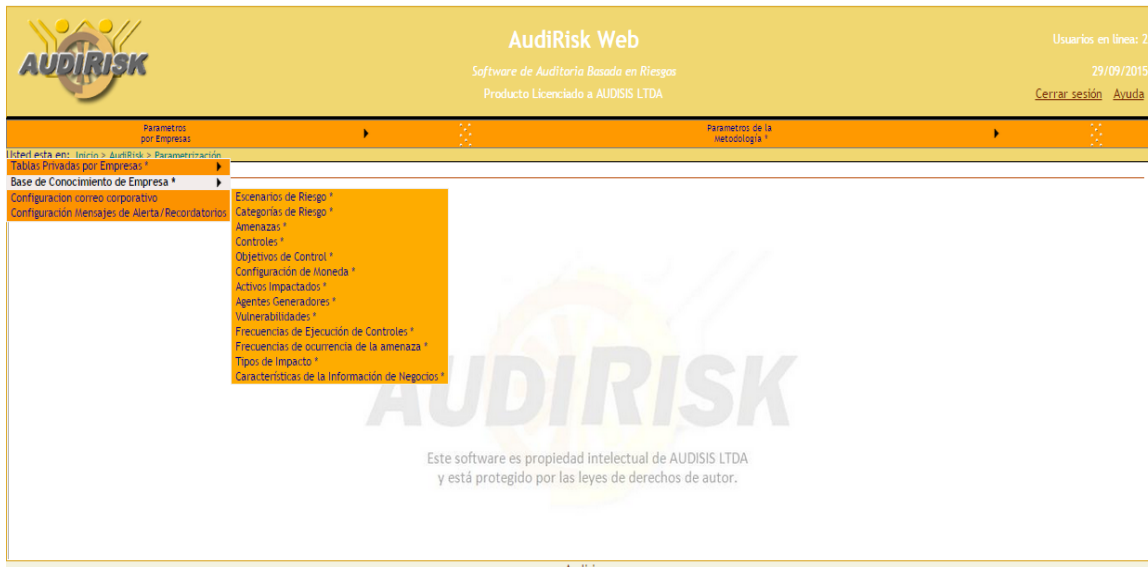 AUDIRISK
AudiRisk Web
Software de Auditoria Basada en Riesgos
Producto Licenciado a AUDISIS LTDA
Usuarios en línea: 2
29/09/2015
Cerrar sesión Ayuda
Parametros
por Empresas
Parametros de la
Metodología *
Usted esta en: Inicio > AudiRisk > Parametrización
Tablas Privadas por Empresas *
Base de Conocimiento de Empresa *
Configuracion correo corporativo
Configuración Mensajes de Alerta/Recordatorios
Escenarios de Riesgo *
Categorías de Riesgo *
Amenazas *
Controles *
Objetivos de Control *
Configuración de Moneda *
Activos Impactados *
Agentes Generadores *
Vulnerabilidades *
Frecuencias de Ejecución de Controles *
Frecuencias de ocurrencia de la amenaza *
Tipos de Impacto *
Características de la Información de Negocios *
AUDIRISK
Este software es propiedad intelectual de AUDISIS LTDA
y está protegido por las leyes de derechos de autor.